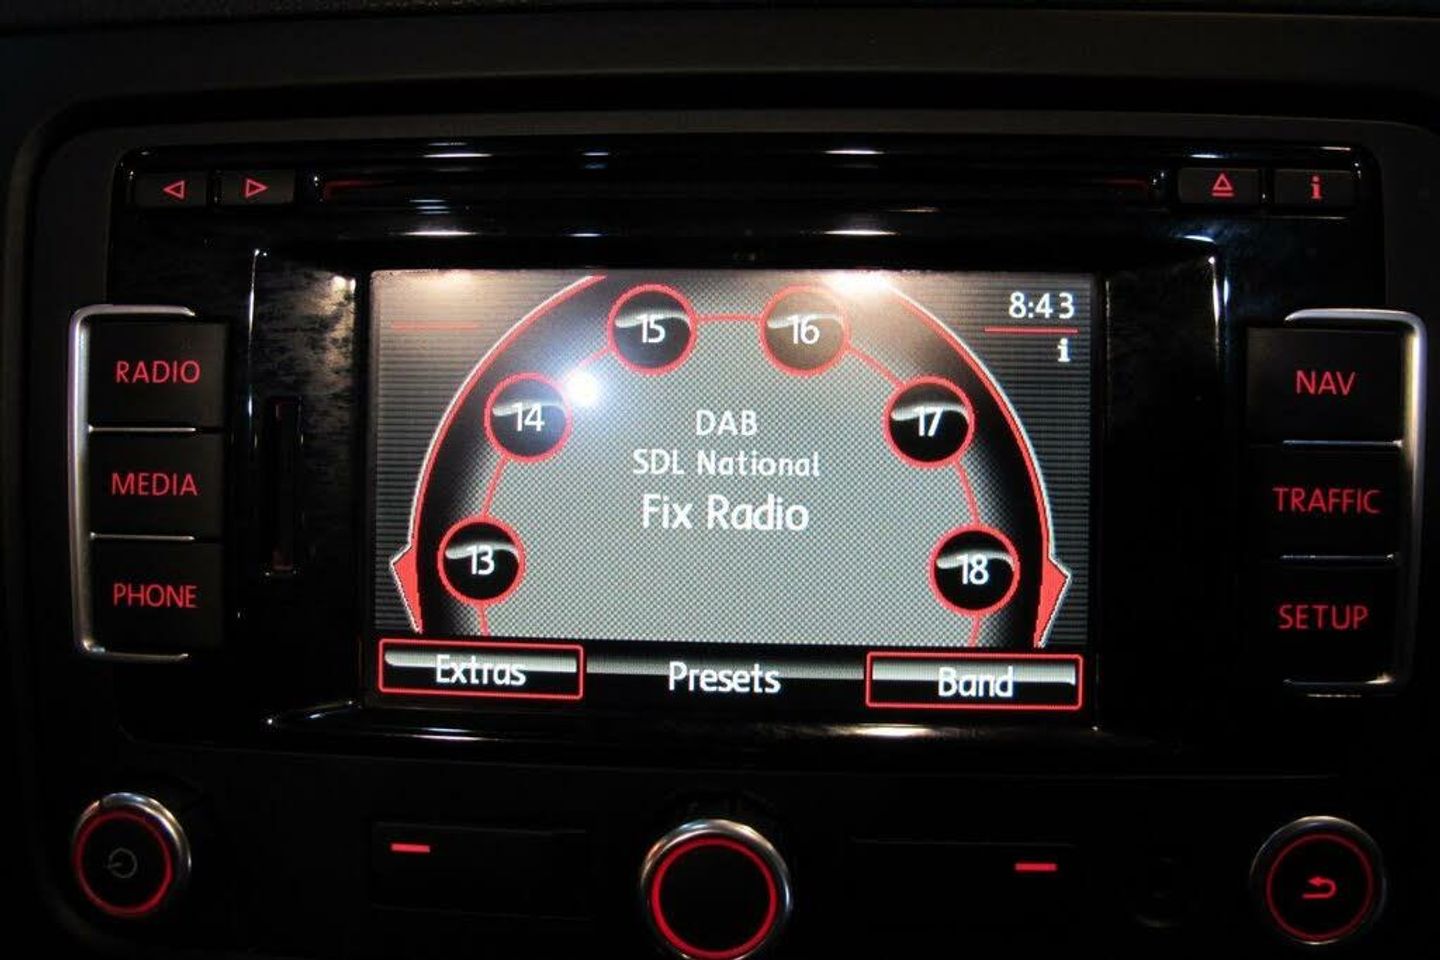 8:43
i
15
16
14
17
13
18
DAB
SDL National
Fix Radio
Extras
Presets
Band
RADIO
MEDIA
PHONE
NAV
TRAFFIC
SETUP
i